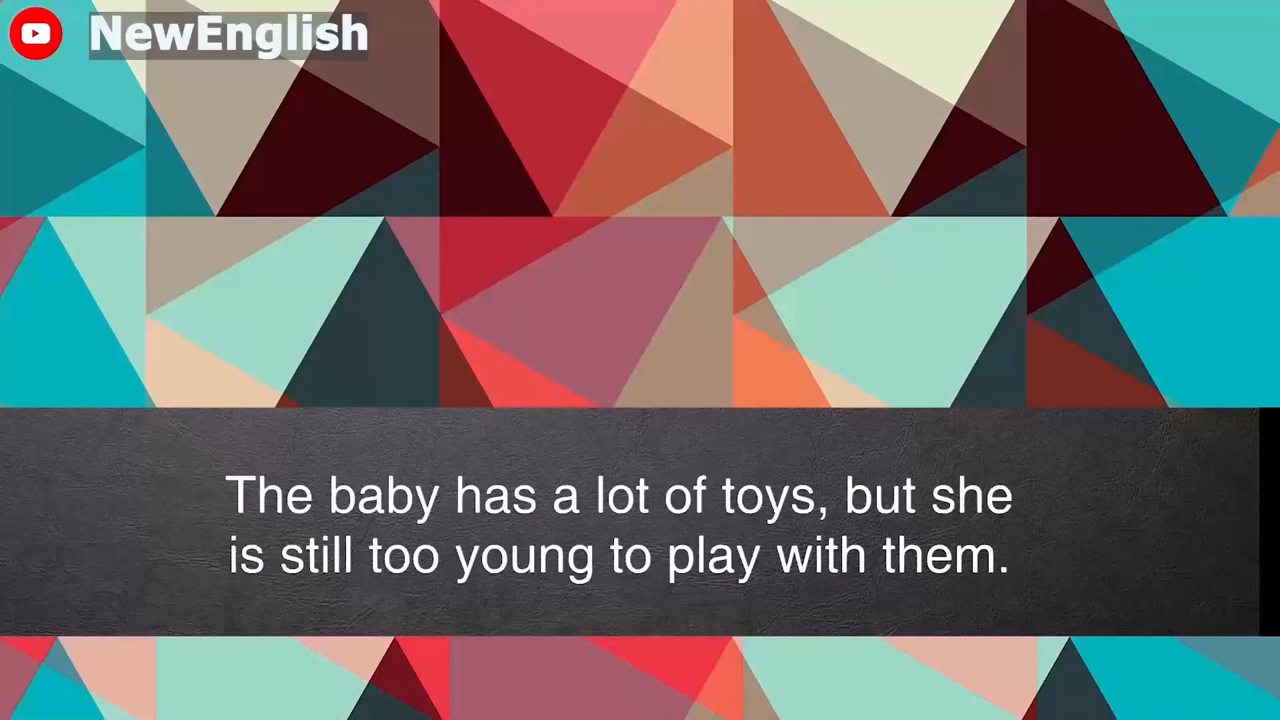 NewEnglish
The baby has a lot of toys, but she
is still too young to play with them.